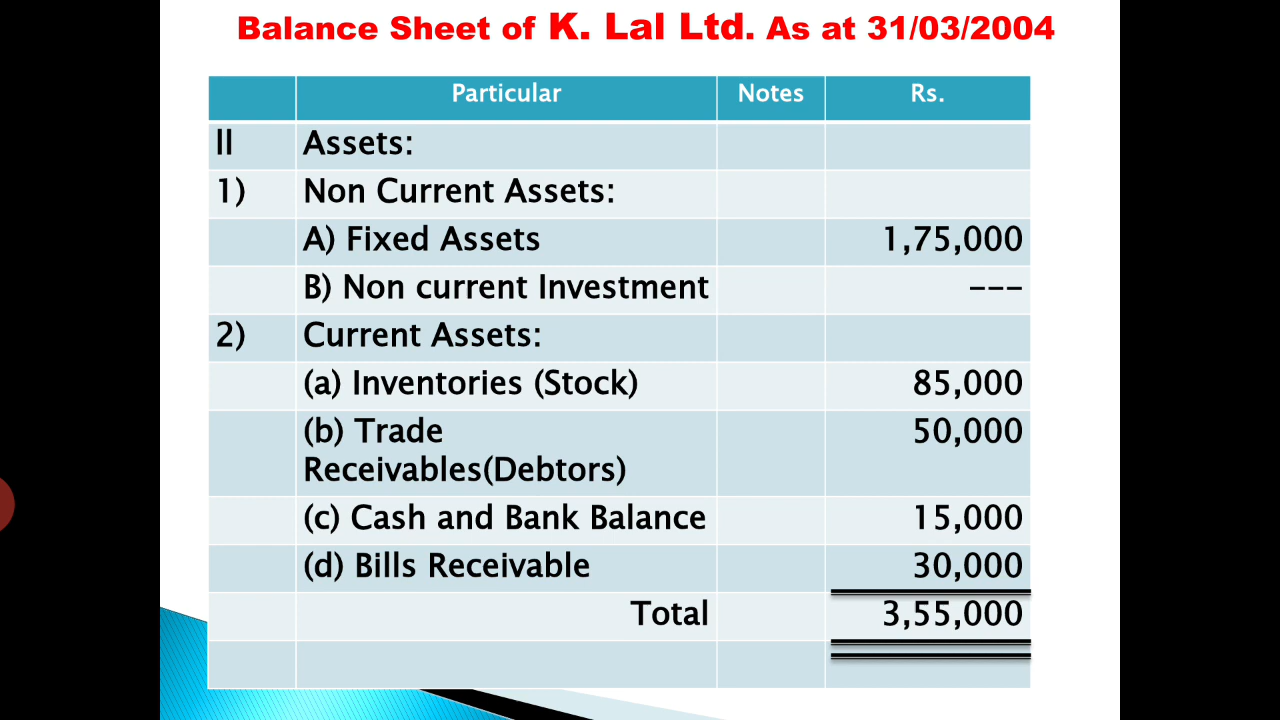 Balance Sheet of K. Lal Ltd. As at 31/03/2004
Particular Notes Rs.
II Assets:
1) Non Current Assets:
A) Fixed Assets 1,75,000
B) Non current Investment ---
2) Current Assets:
(a) Inventories (Stock) 85,000
(b) Trade 50,000
Receivables(Debtors)
(c) Cash and Bank Balance 15,000
(d) Bills Receivable 30,000
Total 3,55,000